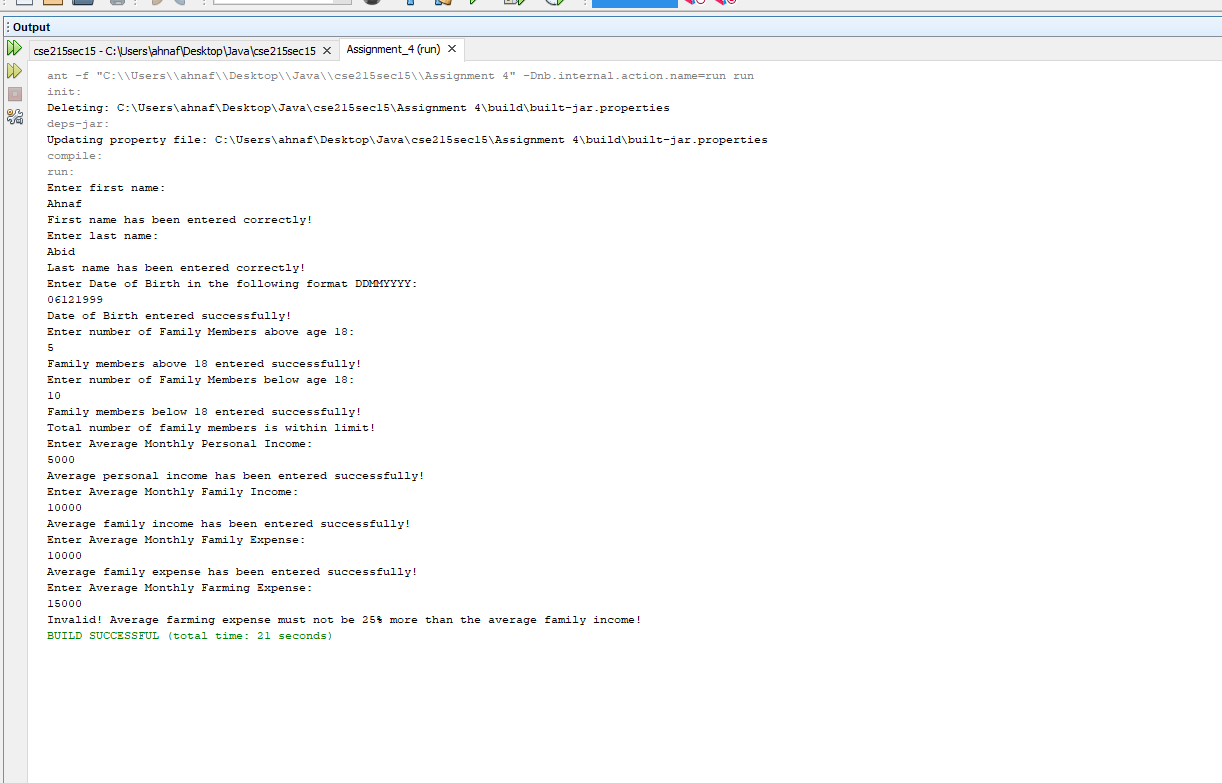 Output
cse215sec15 - C:\Users\ahnaf\Desktop\Java\cse215sec15 Assignment_4 (run)
ant -f "C:\\Users\\ahnaf\\Desktop\\Java\\cse215sec15\\Assignment 4" -Dnb.internal.action.name=run run
init:
Deleting: C:\Users\ahnaf\Desktop\Java\cse215sec15\Assignment 4\build\built-jar.properties
deps-jar:
Updating property file: C:\Users\ahnaf\Desktop\Java\cse215sec15\Assignment 4\build\built-jar.properties
compile:
run:
Enter first name:
Ahnaf
First name has been entered correctly!
Enter last name:
Abid
Last name has been entered correctly!
Enter Date of Birth in the following format DDMMYYYY:
06121999
Date of Birth entered successfully!
Enter number of Family Members above age 18:
5
Family members above 18 entered successfully!
Enter number of Family Members below age 18:
10
Family members below 18 entered successfully!
Total number of family members is within limit!
Enter Average Monthly Personal Income:
5000
Average personal income has been entered successfully!
Enter Average Monthly Family Income:
10000
Average family income has been entered successfully!
Enter Average Monthly Family Expense:
10000
Average family expense has been entered successfully!
Enter Average Monthly Farming Expense:
15000
Invalid! Average farming expense must not be 25% more than the average family income!
BUILD SUCCESSFUL (total time: 21 seconds)